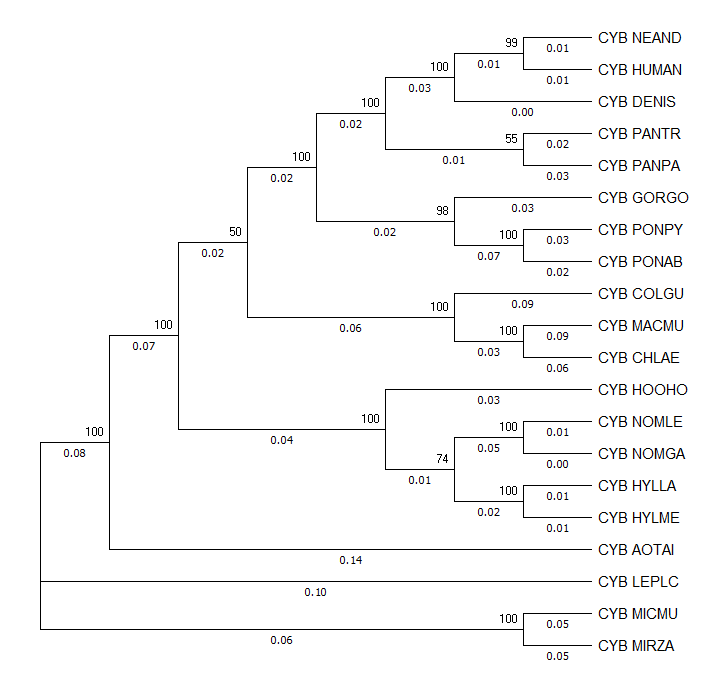 CYB NEAND
99
0.01
0.01
CYB HUMAN
100
0.01
0.03
CYB DENIS
100
0.00
0.02
CYB PANTR
55
0.02
100
0.01
CYB PANPA
0.02
0.03
CYB GORGO
98
0.03
0.02
CYB PONPY
50
100
0.03
0.02
0.07
CYB PONAB
0.02
CYB COLGU
100
0.09
0.06
CYB MACMU
100
100
0.09
0.07
0.03
CYB CHLAE
0.06
CYB HOOHO
100
0.03
0.04
CYB NOMLE
100
100
0.01
0.08
0.05
74
CYB NOMGA
0.01
0.00
CYB HYLLA
100
0.01
0.02
CYB HYLME
0.01
CYB AOTAI
0.14
CYB LEPLC
0.10
CYB MICMU
100
0.05
0.06
CYB MIRZA
0.05